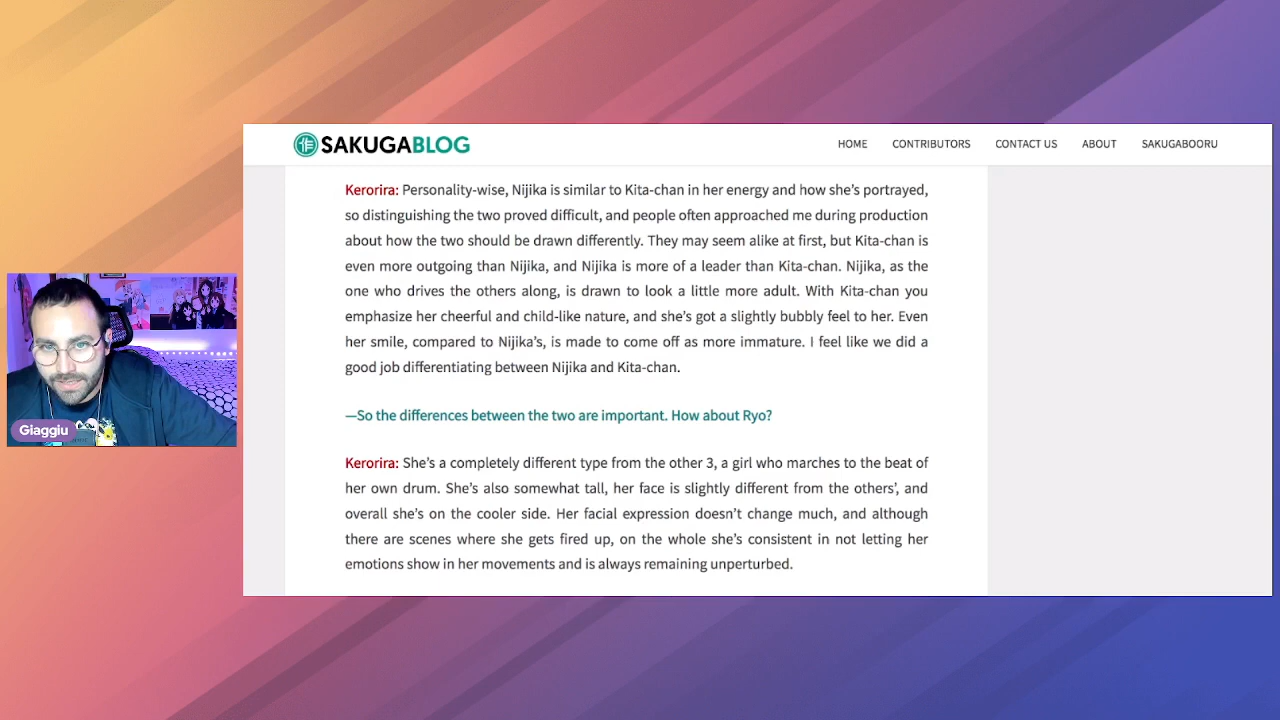 SAKUGABLOG
HOME CONTRIBUTORS CONTACT US ABOUT SAKUGABOORU
Kerorira: Personality-wise, Nijika is similar to Kita-chan in her energy and how she's portrayed,
so distinguishing the two proved difficult, and people often approached me during production
about how the two should be drawn differently. They may seem alike at first, but Kita-chan is
even more outgoing than Nijika, and Nijika is more of a leader than Kita-chan. Nijika, as the
one who drives the others along, is drawn to look a little more adult. With Kita-chan you
emphasize her cheerful and child-like nature, and she's got a slightly bubbly feel to her. Even
her smile, compared to Nijika's, is made to come off as more immature. I feel like we did a
good job differentiating between Nijika and Kita-chan.
—So the differences between the two are important. How about Ryo?
Kerorira: She's a completely different type from the other 3, a girl who marches to the beat of
her own drum. She's also somewhat tall, her face is slightly different from the others', and
overall she's on the cooler side. Her facial expression doesn't change much, and although
there are scenes where she gets fired up, on the whole she's consistent in not letting her
emotions show in her movements and is always remaining unperturbed.
Giaggiu